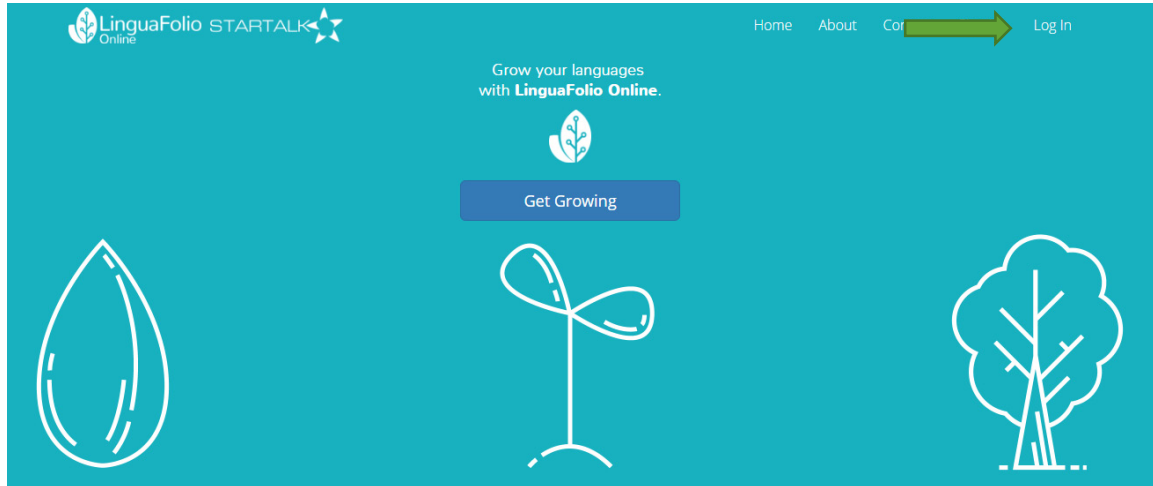 LinguaFolio STARTALK
Online
Home About Log In
Grow your languages
with LinguaFolio Online.
Get Growing